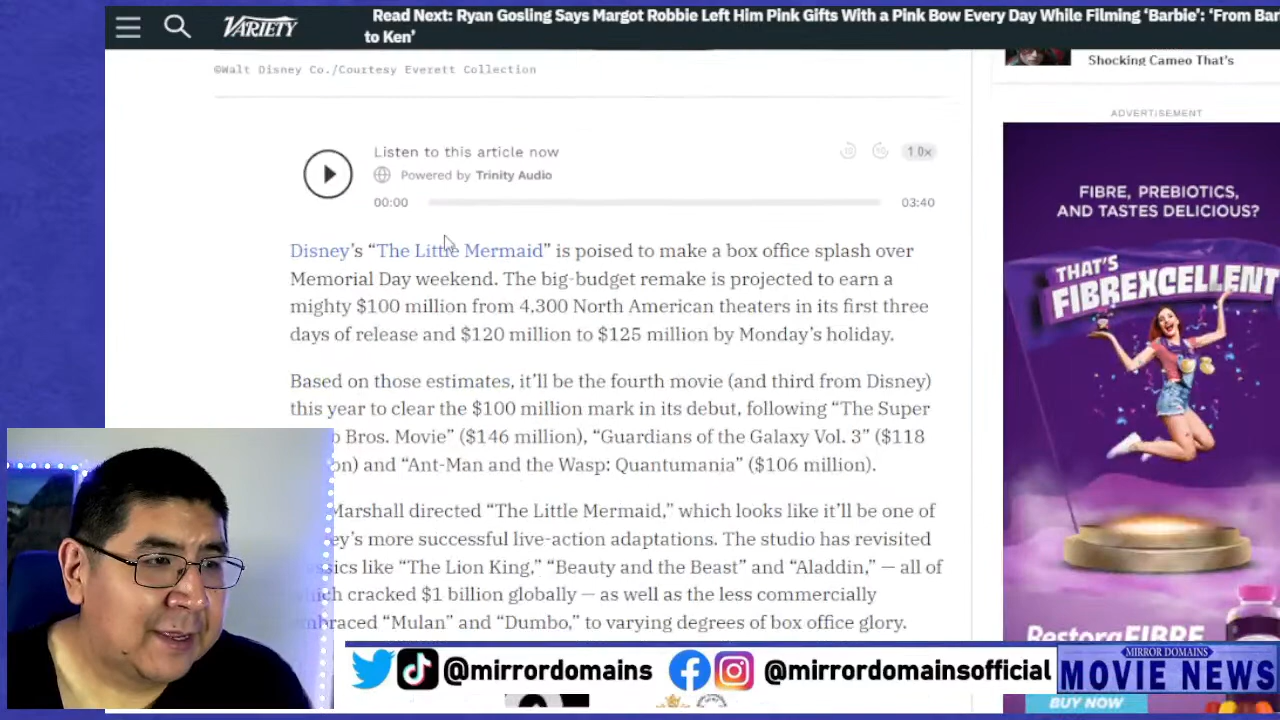 VARIETY
Read Next: Ryan Gosling Says Margot Robbie Left Him Pink Gifts With a Pink Bow Every Day While Filming ‘Barbie’: ‘From Bar
to Ken’
©Walt Disney Co./Courtesy Everett Collection
Shocking Cameo That’s
ADVERTISEMENT
Listen to this article now
10 10 1.0x
Powered by Trinity Audio
00:00 03:40
Disney’s “The Little Mermaid” is poised to make a box office splash over
Memorial Day weekend. The big-budget remake is projected to earn a
mighty $100 million from 4,300 North American theaters in its first three
days of release and $120 million to $125 million by Monday’s holiday.
Based on those estimates, it’ll be the fourth movie (and third from Disney)
this year to clear the $100 million mark in its debut, following “The Super
Bros. Movie” ($146 million), “Guardians of the Galaxy Vol. 3” ($118
and “Ant-Man and the Wasp: Quantumania” ($106 million).
Marshall directed “The Little Mermaid,” which looks like it’ll be one of
more successful live-action adaptations. The studio has revisited
like “The Lion King,” “Beauty and the Beast” and “Aladdin,” — all of
which cracked $1 billion globally — as well as the less commercially
embraced “Mulan” and “Dumbo,” to varying degrees of box office glory.
FIBRE, PREBIOTICS,
AND TASTES DELICIOUS?
THAT’S
FIBREXCELLENT
RestoraFIBRE
BUY NOW
@mirrordomains @mirrordomainsofficial
MIRROR DOMAINS
MOVIE NEWS